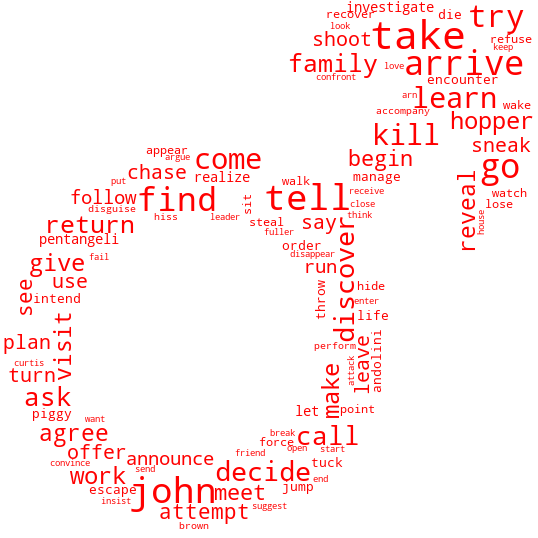 investigate
recover
die
try
look
take
shoot
refuse
keep
family
love
arrive
confront
encounter
arn
learn
wake
accompany
hopper
kill
sneak
appear
argue
come
begin
go
chase
realize
manage
put
walk
receive
watch
follow
find
tell
sit
close
lose
reveal
disguise
hiss
leader
steal
say
think
house
return
fuller
pentangeli
order
discover
fail
disappear
give
run
use
see
intend
throw
hide
enter
life
visit
plan
perform
leave
andolini
curtis
turn
attack
make
ask
piggy
let
point
want
agree
call
break
force
open
start
offer
announce
friend
convince
send
tuck
work
decide
end
escape
john
meet
jump
insist
attempt
suggest
brown